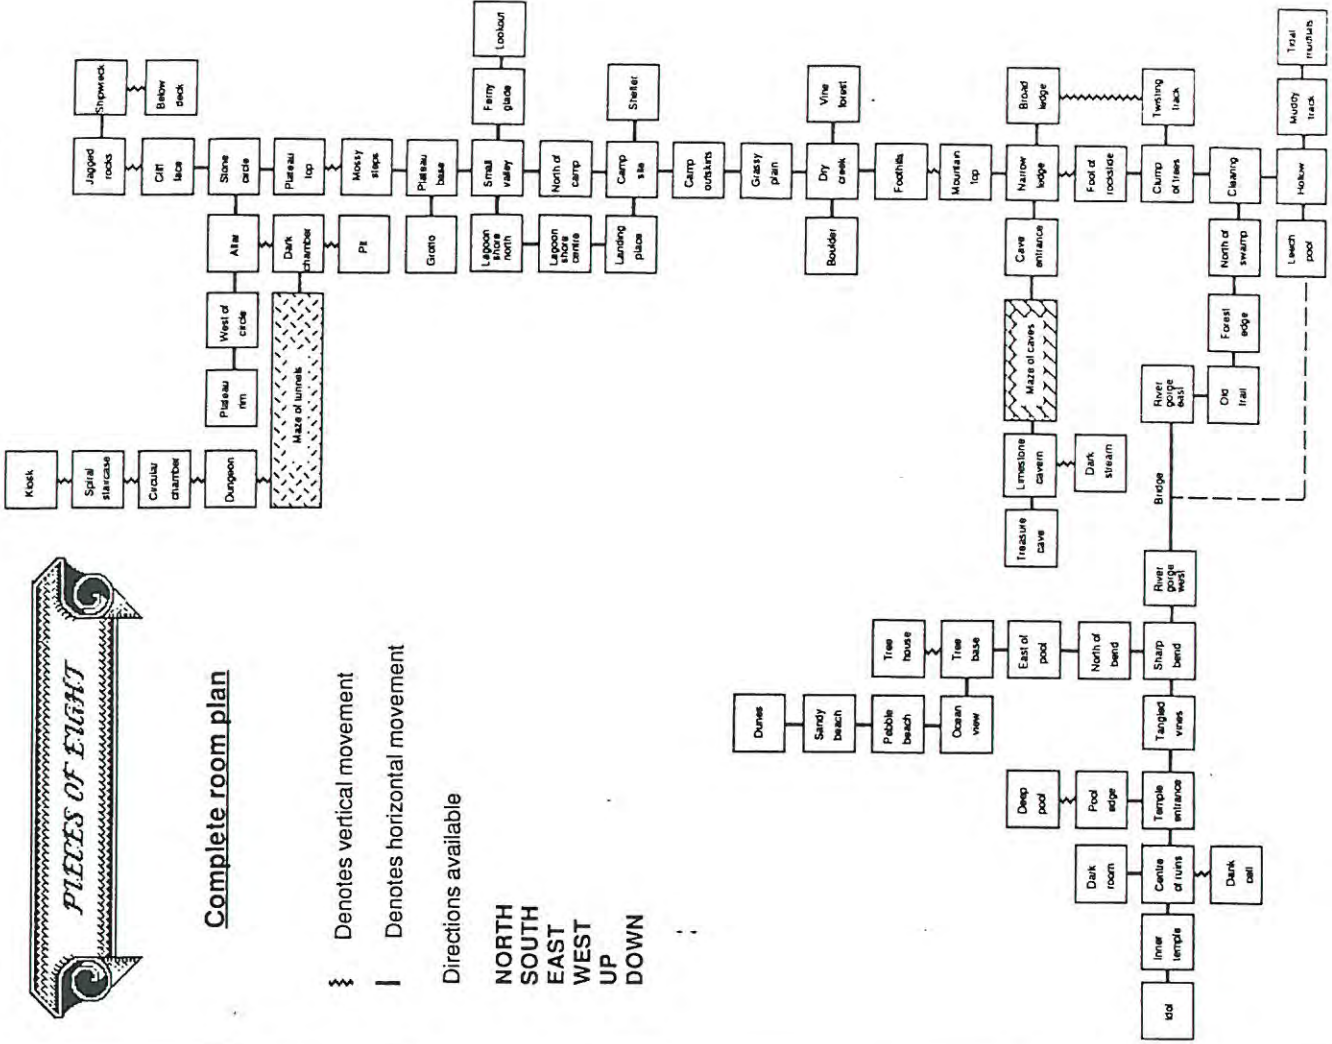 PIECES OF EIGHT
Complete room plan
Denotes vertical movement
Denotes horizontal movement
Directions available
NORTH
SOUTH
EAST
WEST
UP
DOWN
Kiosk
Spiral
staircase
Circular
chamber
Dungeon
Maze of tunnels
Plateau
rim
West of
circle
Altar
Dark
chamber
Pit
Jagged
rocks
Shipwreck
Below
deck
Cliff
face
Stone
circle
Plateau
top
Mossy
steps
Plateau
base
Grotto
Small
valley
Ferny
glade
Lookout
Lagoon
shore
north
Lagoon
shore
centre
Landing
place
North of
camp
Camp
site
Shelter
Camp
outskirts
Grassy
plain
Dry
creek
Boulder
Vine
forest
Foothills
Mountain
top
Narrow
ledge
Broad
ledge
Cave
entrance
Maze of caves
Limestone
cavern
Dark
stream
Treasure
cave
Foot of
rockslide
Clump
of trees
Twisting
track
Clearing
North of
swamp
Forest
edge
Old
trail
River
gorge
east
Bridge
River
gorge
west
Hollow
Leech
pool
Muddy
track
Tidal
mudflats
Sharp
bend
North of
bend
East of
pool
Tree
base
Tree
house
Ocean
view
Pebble
beach
Sandy
beach
Dunes
Tangled
vines
Temple
entrance
Pool
edge
Deep
pool
Centre
of ruins
Dark
room
Dank
cell
Inner
temple
Idol